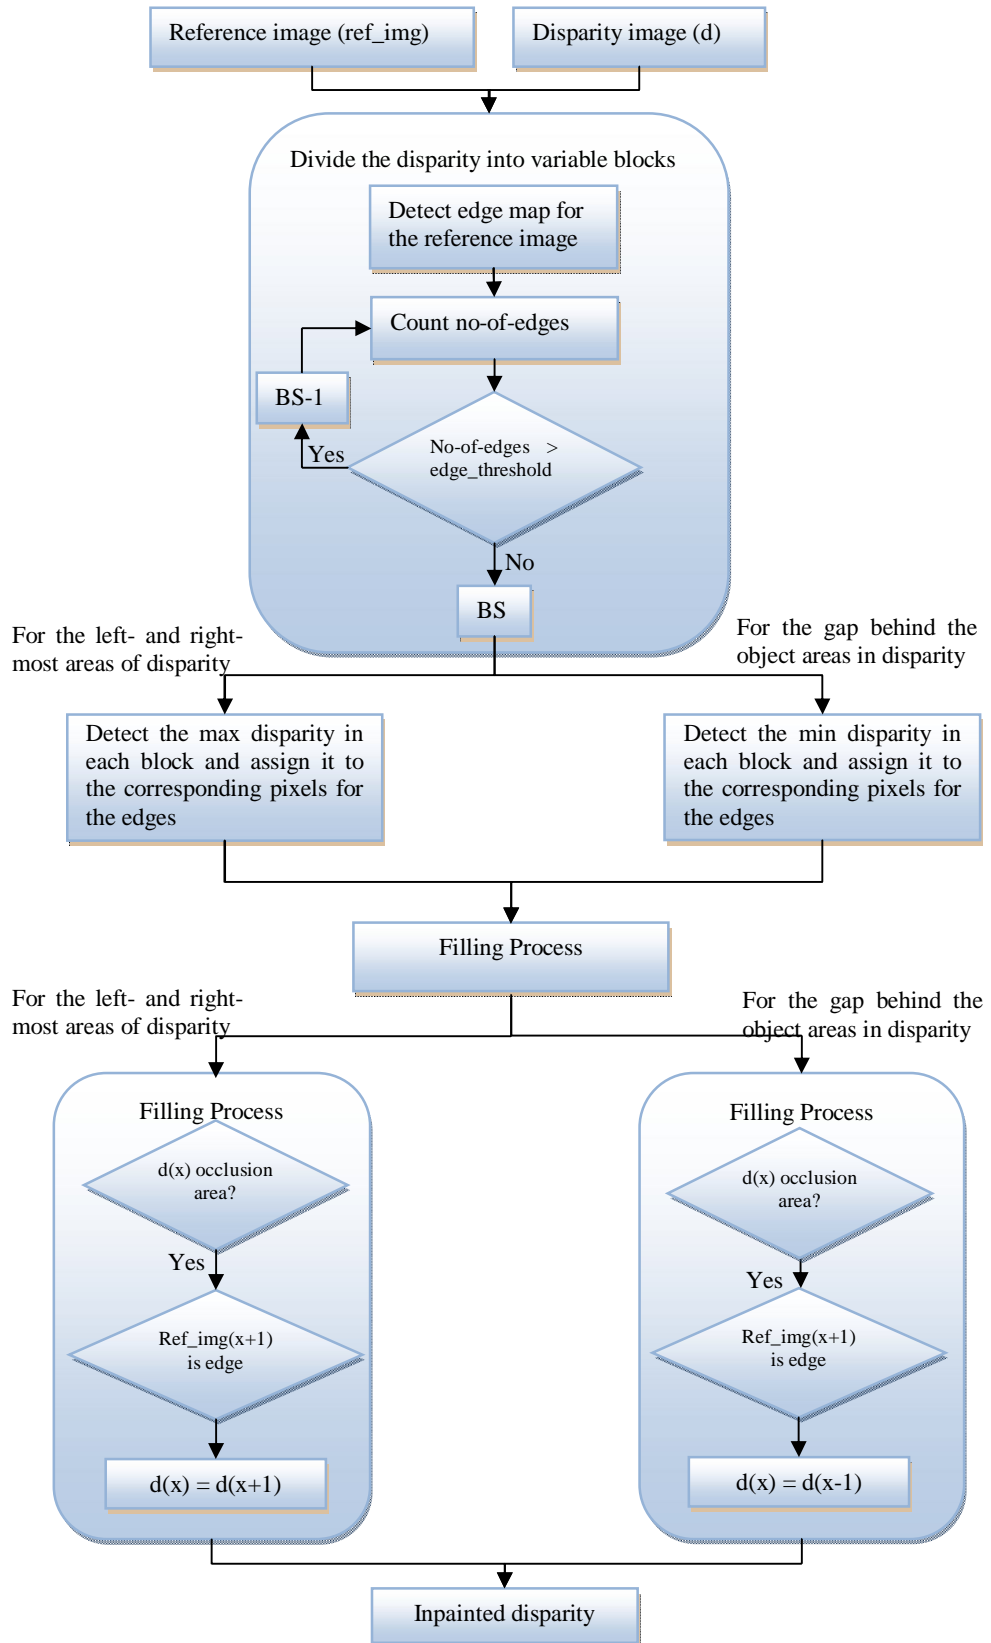 Reference image (ref_img)
Disparity image (d)
Divide the disparity into variable blocks
Detect edge map for
the reference image
Count no-of-edges
BS-1
Yes
No-of-edges >
edge_threshold
No
BS
For the left- and right-
most areas of disparity
For the gap behind the
object areas in disparity
Detect the max disparity in
each block and assign it to
the corresponding pixels for
the edges
Detect the min disparity in
each block and assign it to
the corresponding pixels for
the edges
Filling Process
For the left- and right-
most areas of disparity
For the gap behind the
object areas in disparity
Filling Process
d(x) occlusion
area?
Yes
Ref_img(x+1)
is edge
d(x) = d(x+1)
Filling Process
d(x) occlusion
area?
Yes
Ref_img(x+1)
is edge
d(x) = d(x-1)
Inpainted disparity